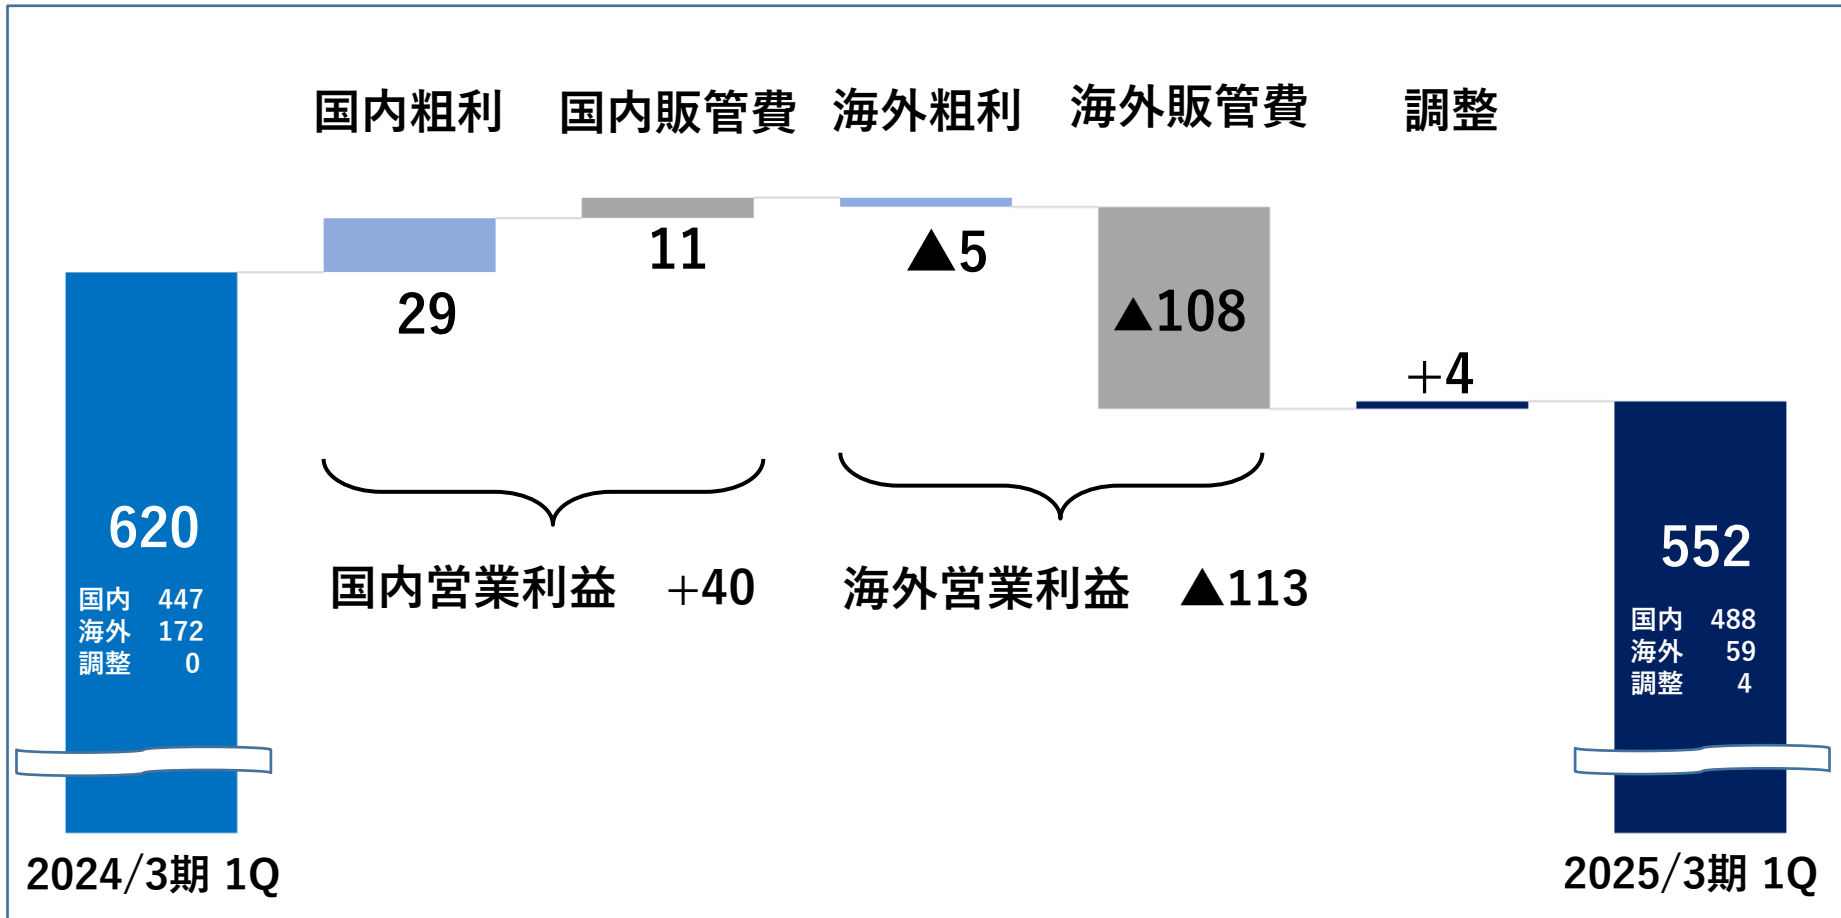 国内粗利 国内販管費 海外粗利 海外販管費 調整
29
11
▲5
▲108
+4
620
国内 447
海外 172
調整 0
国内営業利益 +40
海外営業利益 ▲113
552
国内 488
海外 59
調整 4
2024/3期 1Q
2025/3期 1Q